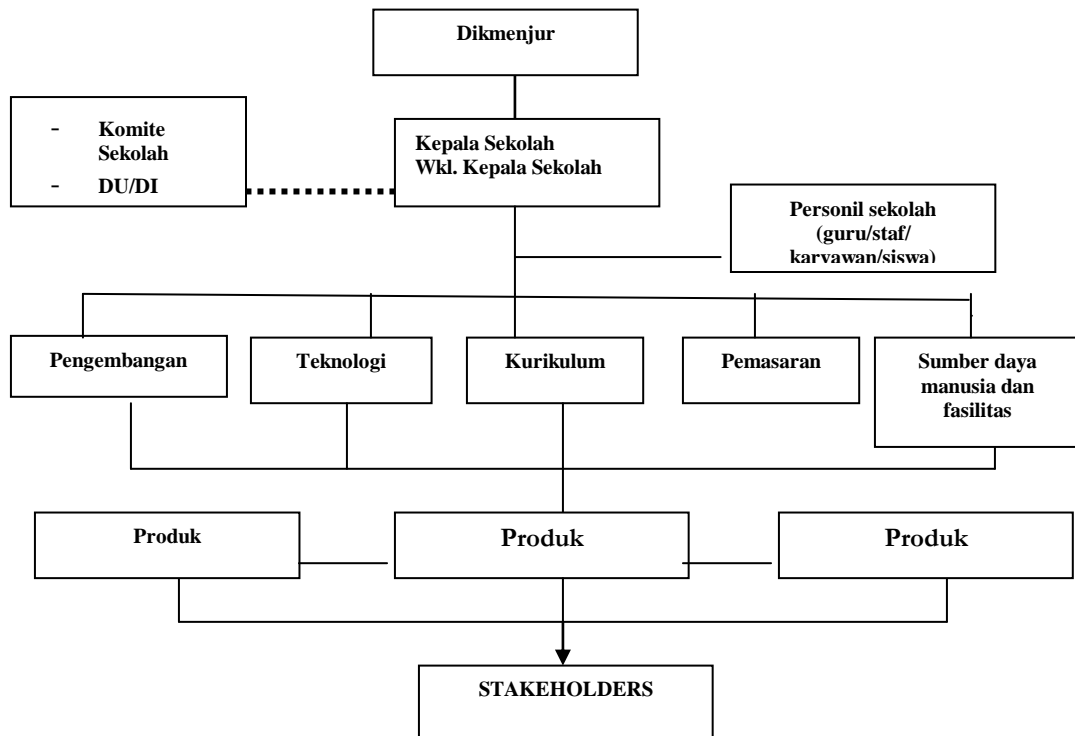 Dikmenjur
- Komite
Sekolah
- DU/DI
Kepala Sekolah
Wkl. Kepala Sekolah
Personil sekolah
(guru/staf/
karyawan/siswa)
Pengembangan
Teknologi
Kurikulum
Pemasaran
Sumber daya
manusia dan
fasilitas
Produk
Produk
Produk
STAKEHOLDERS